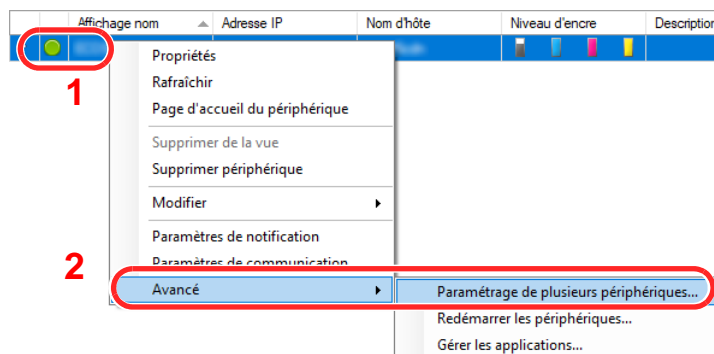 Affichage nom Adresse IP Nom d'hôte Niveau d'encre Description
1
Propriétés
Rafraîchir
Page d'accueil du périphérique
Supprimer de la vue
Supprimer périphérique
Modifier
Paramètres de notification
Paramètres de communication
2
Avancé Paramétrage de plusieurs périphériques...
Redémarrer les périphériques...
Gérer les applications...